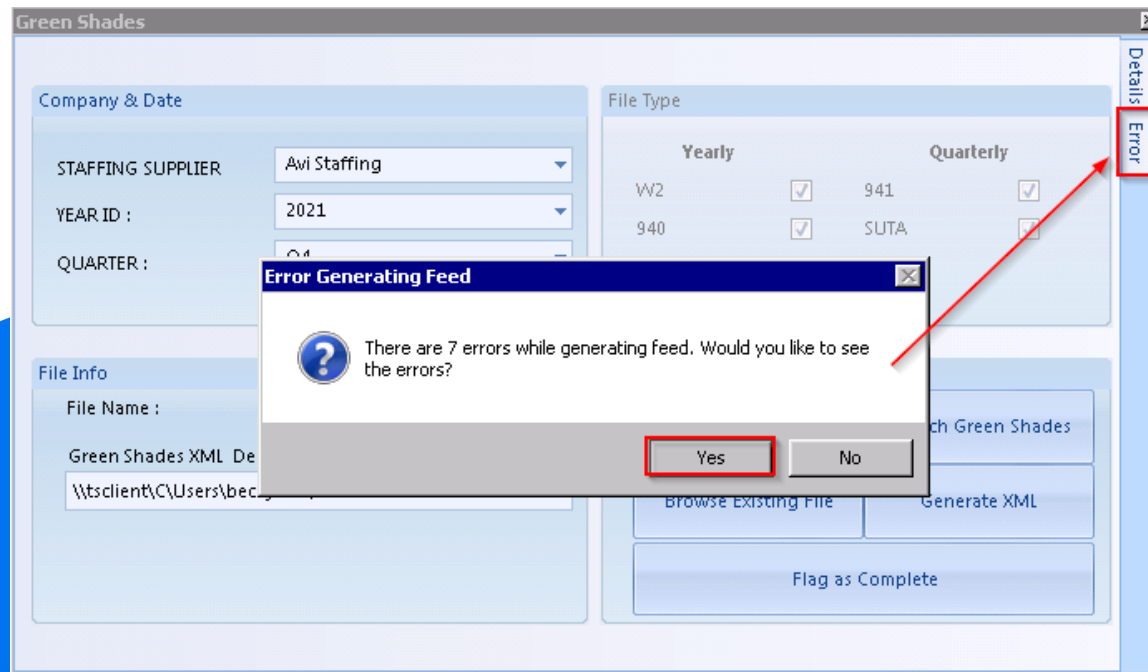 Green Shades
Details
Error
Company & Date
STAFFING SUPPLIER
Avi Staffing
YEAR ID :
2021
QUARTER :
File Type
Yearly
Quarterly
W2
941
940
SUTA
Error Generating Feed
There are 7 errors while generating feed. Would you like to see
the errors?
Yes
No
File Info
File Name :
Green Shades XML
\\tsclient\C\Users\
Green Shades
Browse Existing File
Generate XML
Flag as Complete